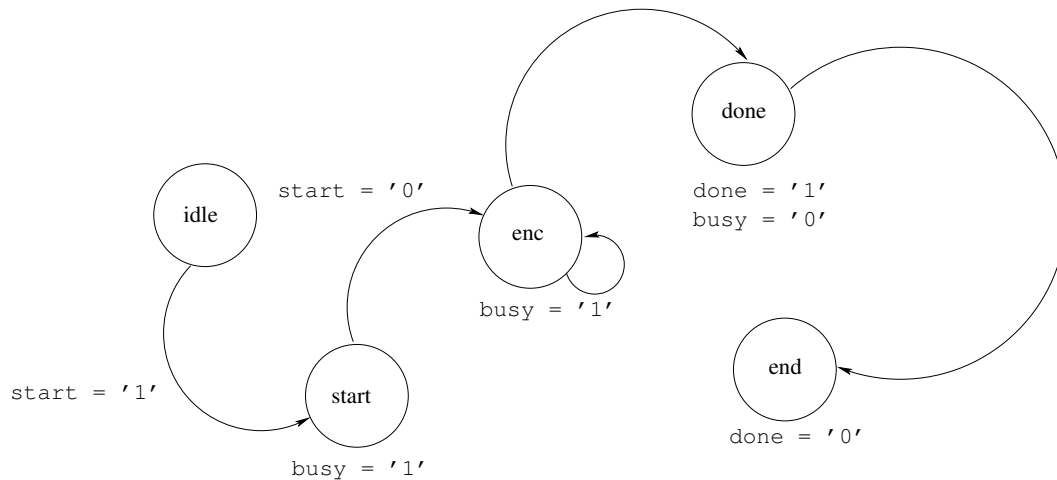 done
done = '1'
busy = '0'
idle
start = '0'
enc
busy = '1'
start = '1'
start
busy = '1'
end
done = '0'